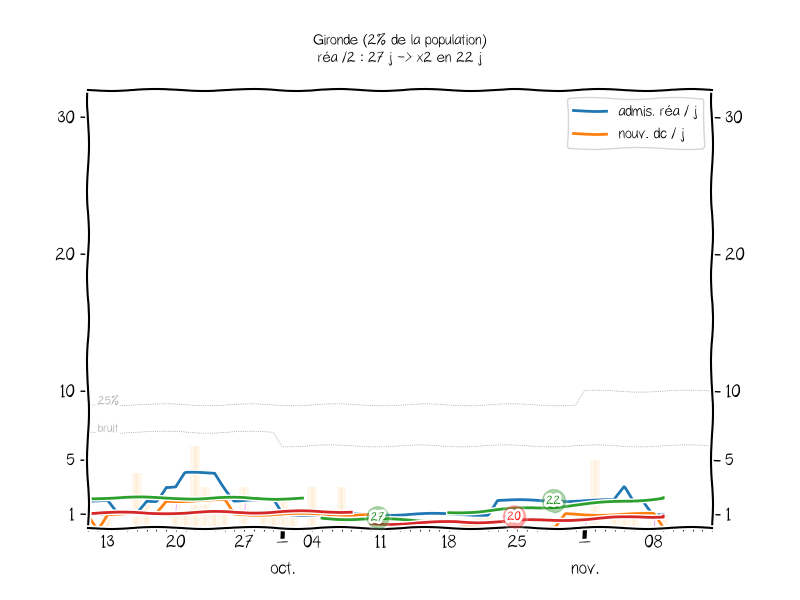 Gironde (2% de la population)
réa /2 : 27 j -> x2 en 22 j
admis. réa / j
nouv. dc / j
30 30
20 20
10 10
25%
bruit
5 5
22
1 27 20 1
13 20 27 04 11 18 25 08
oct. nov.